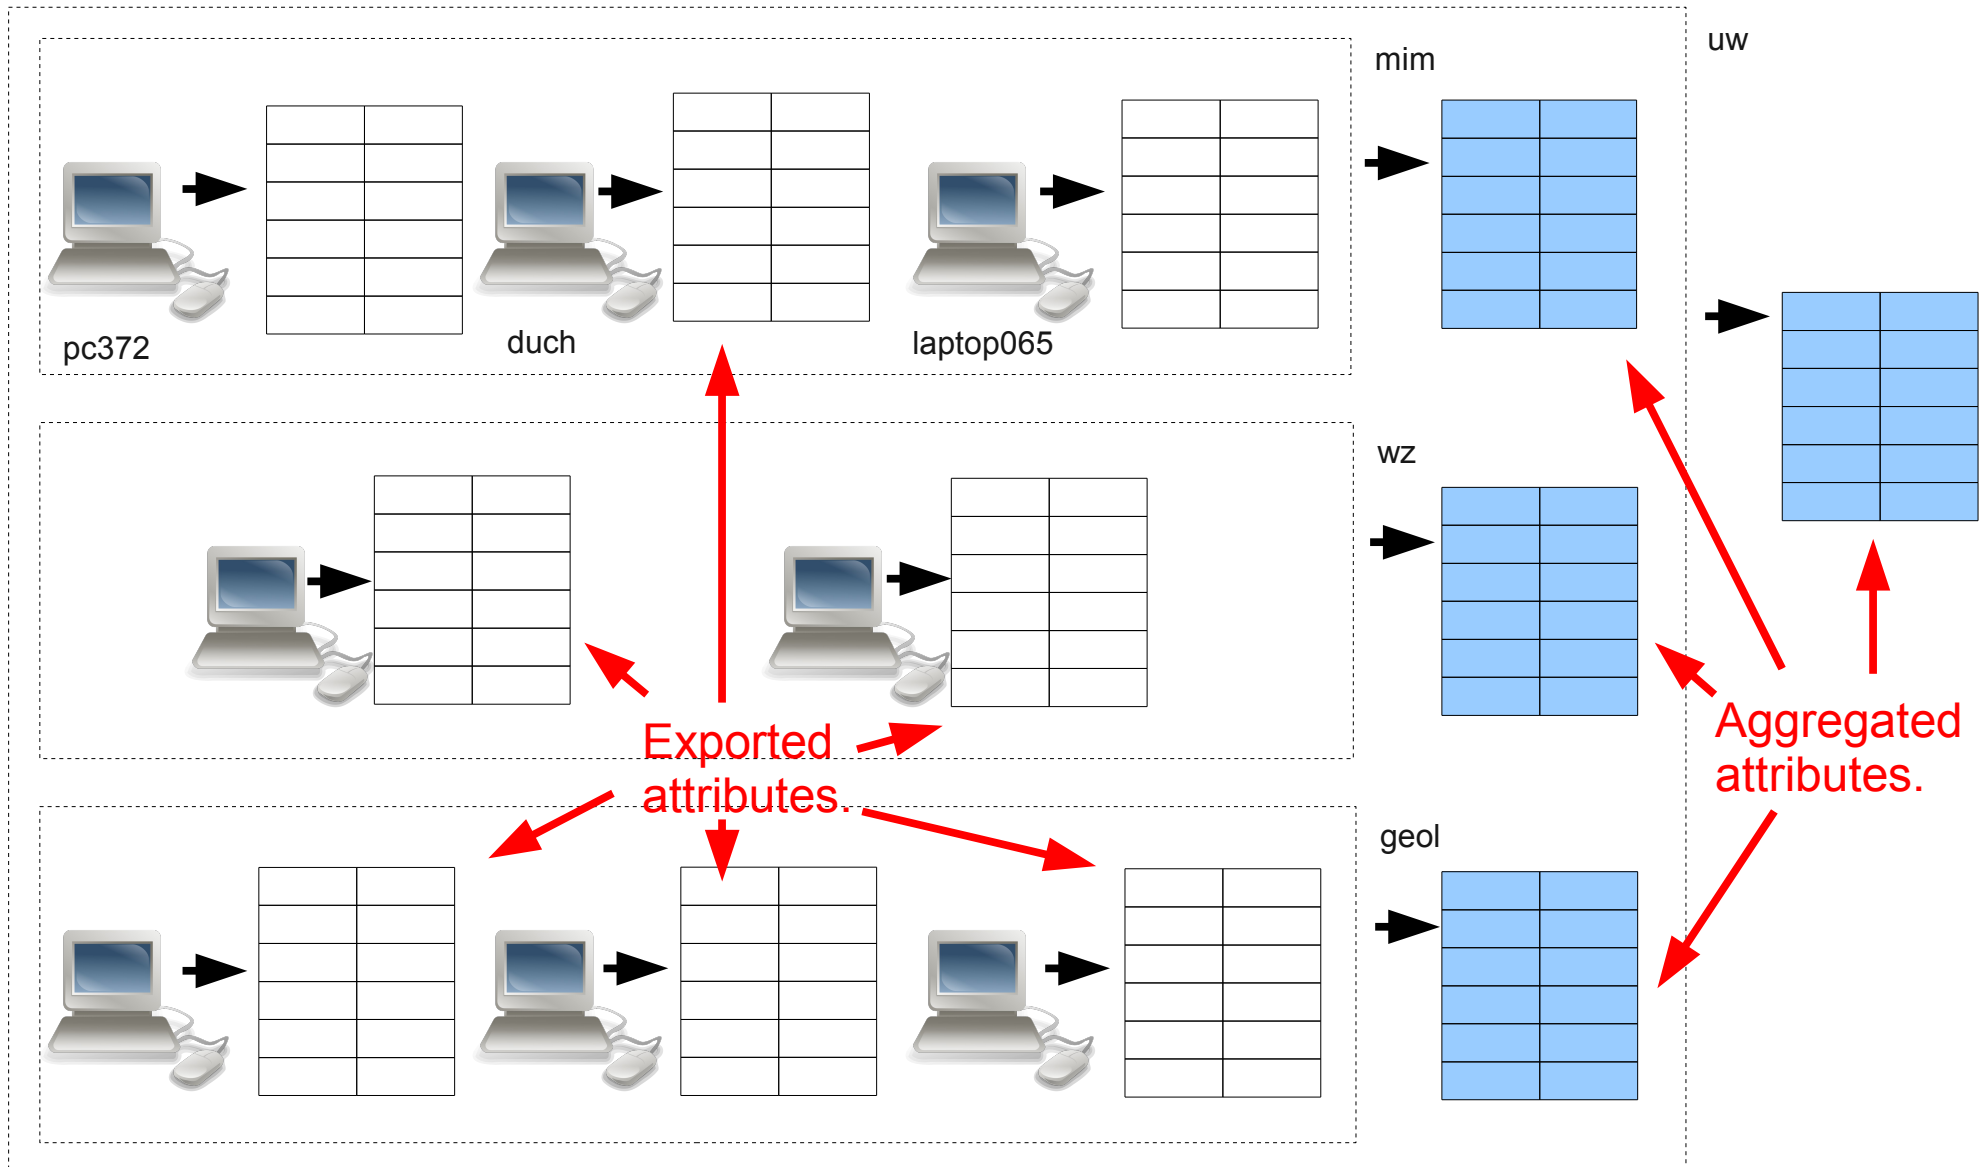 uw
mim
pc372
duch
laptop065
wz
Exported
attributes.
Aggregated
attributes.
geol